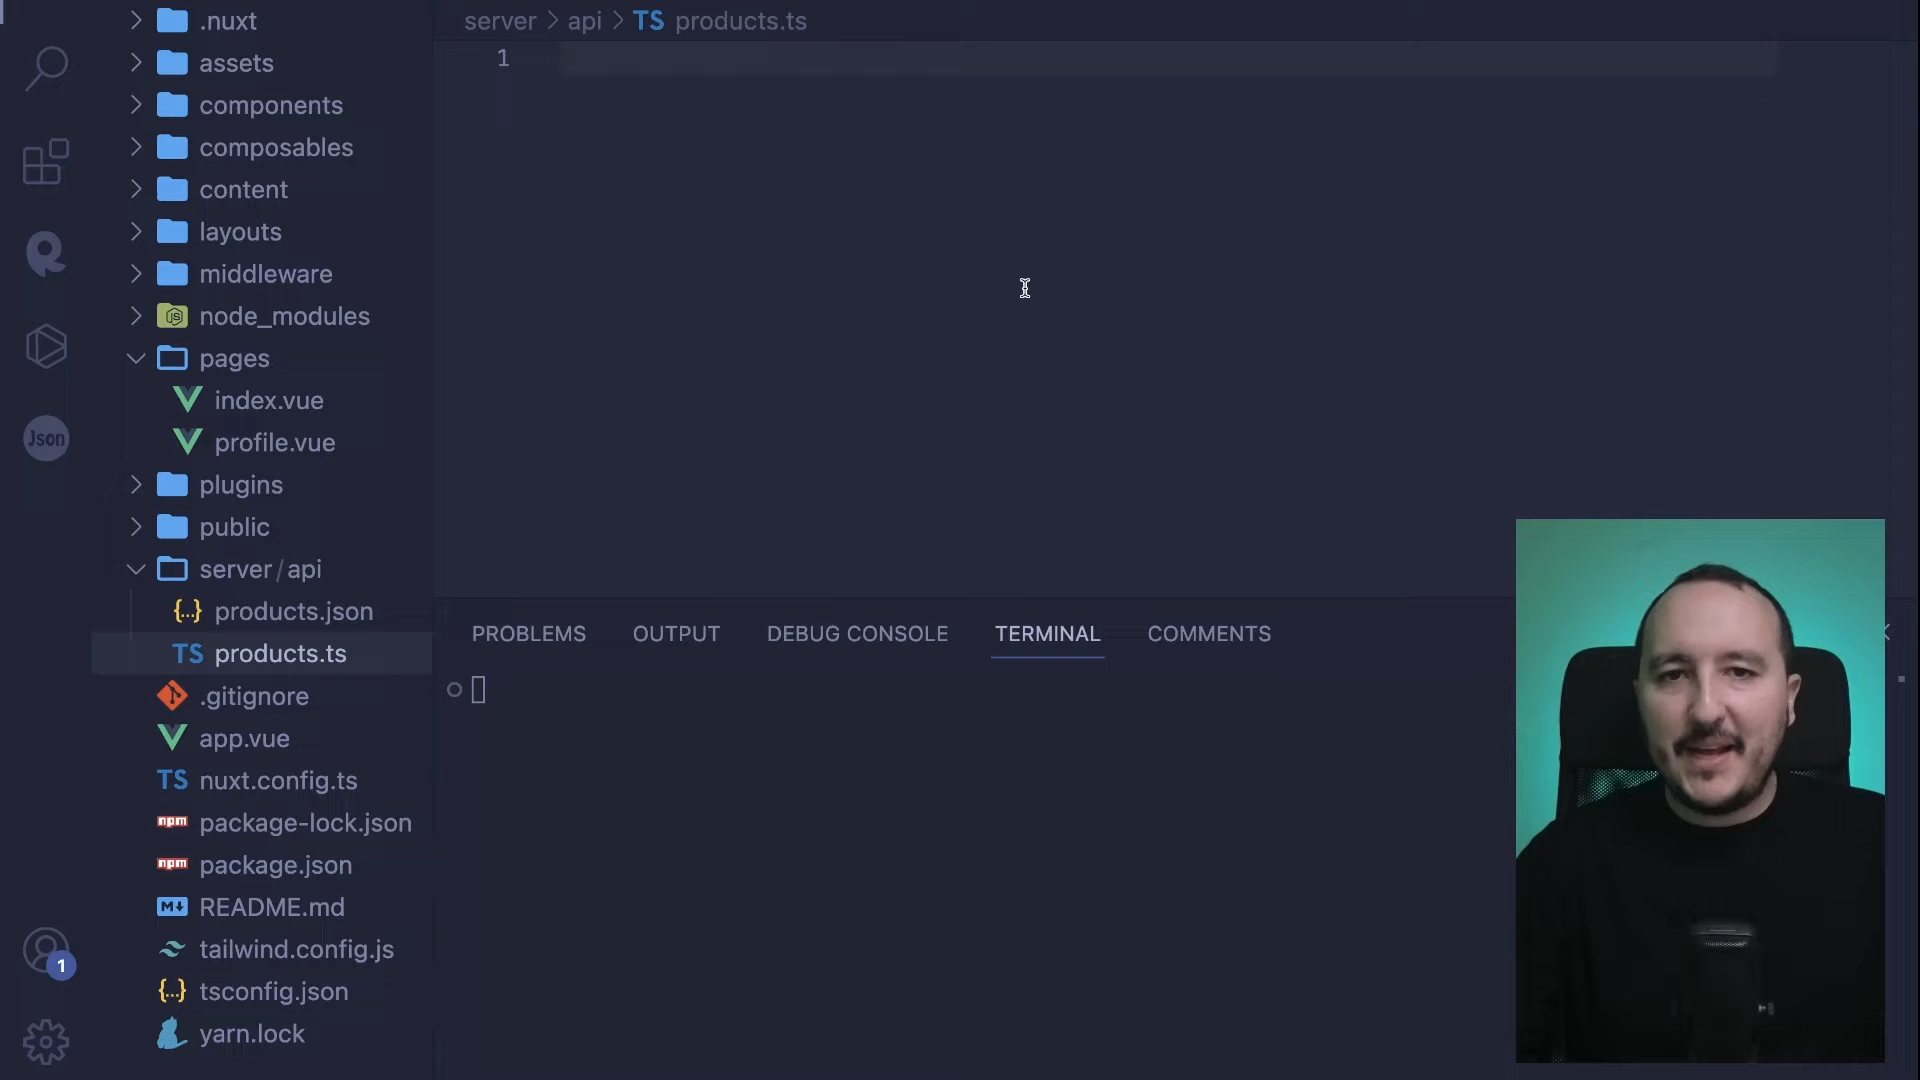 .nuxt
assets
components
composables
content
layouts
middleware
node_modules
pages
index.vue
profile.vue
plugins
public
server/api
{..} products.json
TS products.ts
.gitignore
app.vue
TS nuxt.config.ts
npm package-lock.json
npm package.json
M↓ README.md
tailwind.config.js
{..} tsconfig.json
yarn.lock
Json
1
server > api > TS products.ts
1
PROBLEMS OUTPUT DEBUG CONSOLE TERMINAL COMMENTS